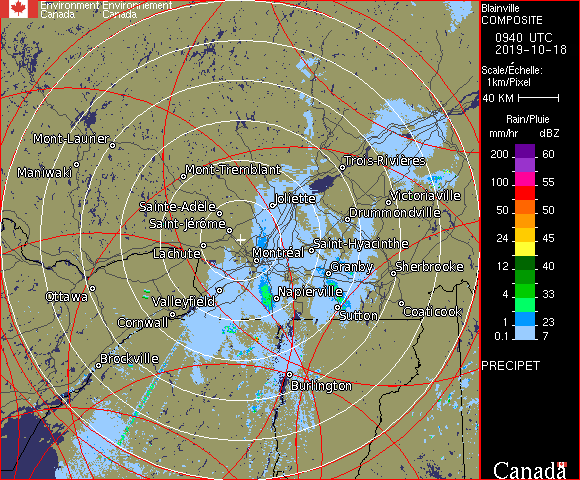 Environment Environnement
Canada Canada
Blainville
COMPOSITE
0940 UTC
2019-10-18
Scale/Échelle:
1km/Pixel
40 KM
Rain/Pluie
mm/hr dBZ
200 60
150 57
100 55
50 50
24 45
12 40
4 33
1 23
0.1 7
PRECIPET
Mont-Laurier
Maniwaki
Mont-Tremblant
Trois-Rivières
Joliette
Victoriaville
Sainte-Adèle
Drummondville
Saint-Jérôme
Saint-Hyacinthe
Lachute
Montréal
Granby
Sherbrooke
Ottawa
Valleyfield
Napierville
Cornwall
Sutton
Coaticook
Brockville
Burlington
Canada